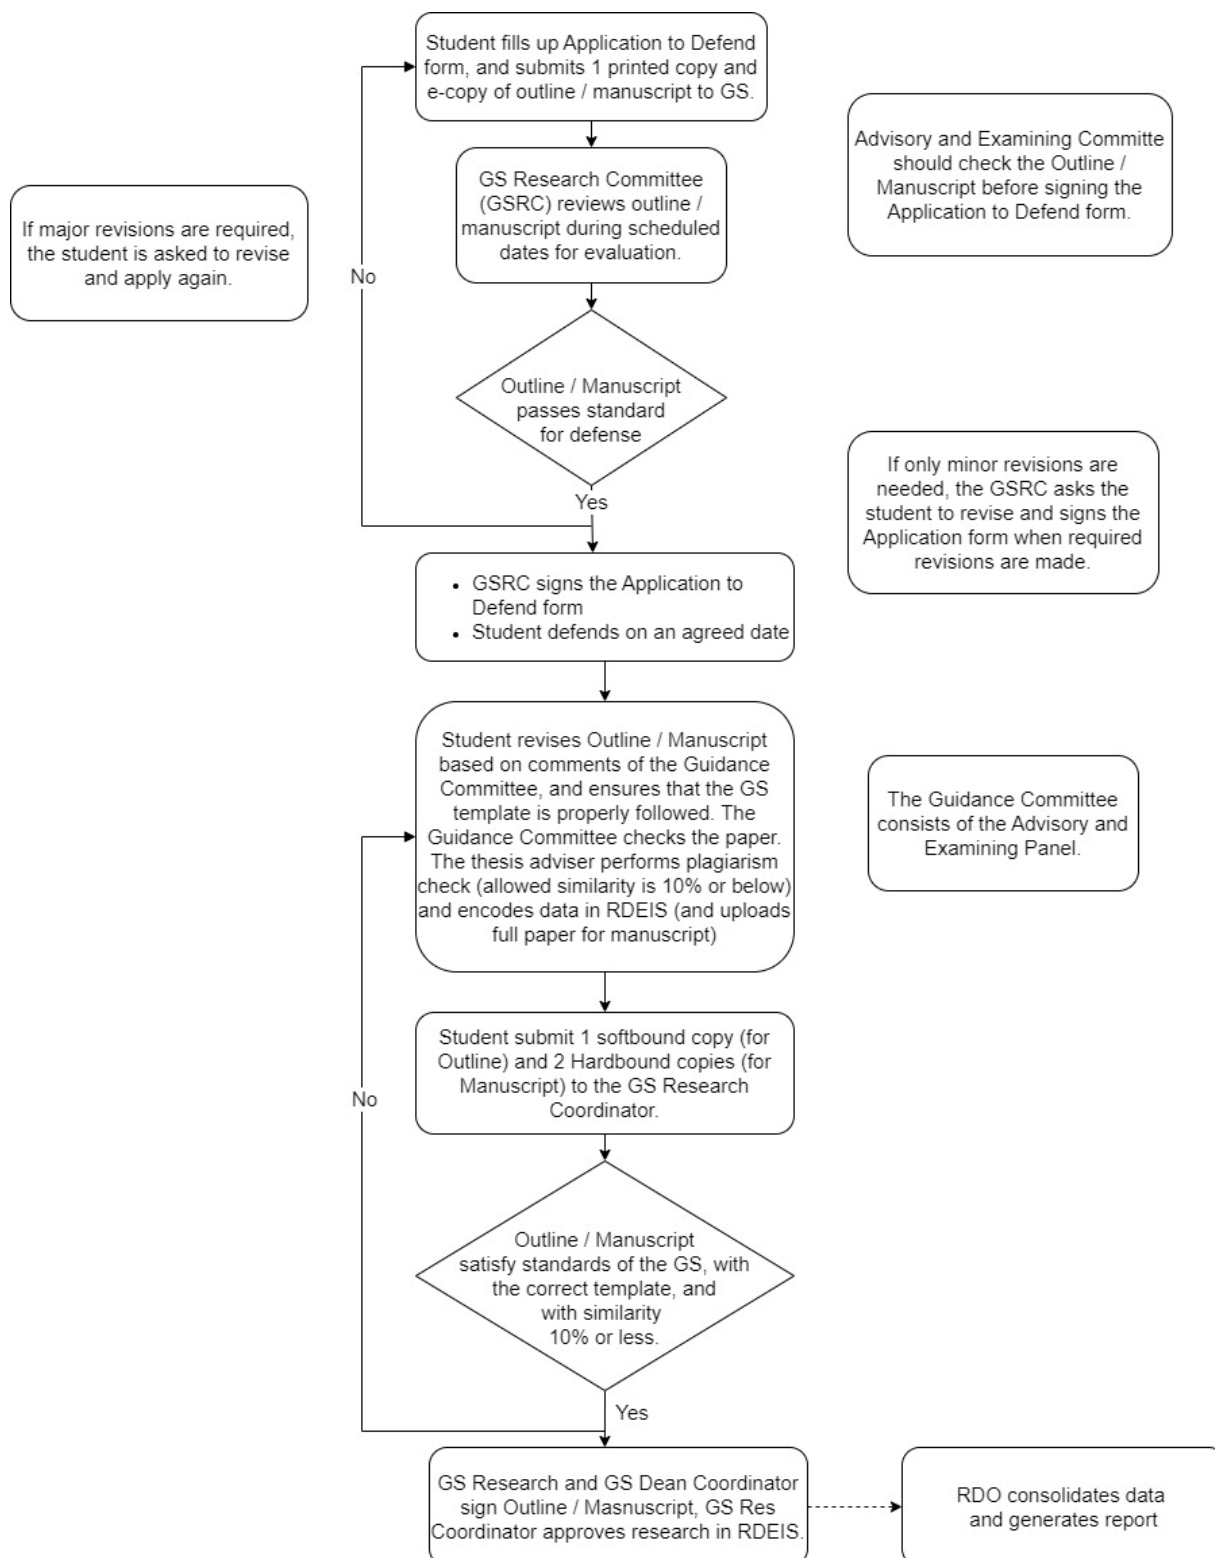 Student fills up Application to Defend
form, and submits 1 printed copy and
e-copy of outline / manuscript to GS.
Advisory and Examining Committe
should check the Outline /
Manuscript before signing the
Application to Defend form.
GS Research Committee
(GSRC) reviews outline /
manuscript during scheduled
dates for evaluation.
If major revisions are required,
the student is asked to revise
and apply again.
No
Outline / Manuscript
passes standard
for defense
Yes
If only minor revisions are
needed, the GSRC asks the
student to revise and signs the
Application form when required
revisions are made.
• GSRC signs the Application to
Defend form
• Student defends on an agreed date
Student revises Outline / Manuscript
based on comments of the Guidance
Committee, and ensures that the GS
template is properly followed. The
Guidance Committee checks the paper.
The thesis adviser performs plagiarism
check (allowed similarity is 10% or below)
and encodes data in RDEIS (and uploads
full paper for manuscript)
The Guidance Committee
consists of the Advisory and
Examining Panel.
Student submit 1 softbound copy (for
Outline) and 2 Hardbound copies (for
Manuscript) to the GS Research
Coordinator.
No
Outline / Manuscript
satisfy standards of the GS, with
the correct template, and
with similarity
10% or less.
Yes
GS Research and GS Dean Coordinator
sign Outline / Masnuscript, GS Res
Coordinator approves research in RDEIS.
RDO consolidates data
and generates report